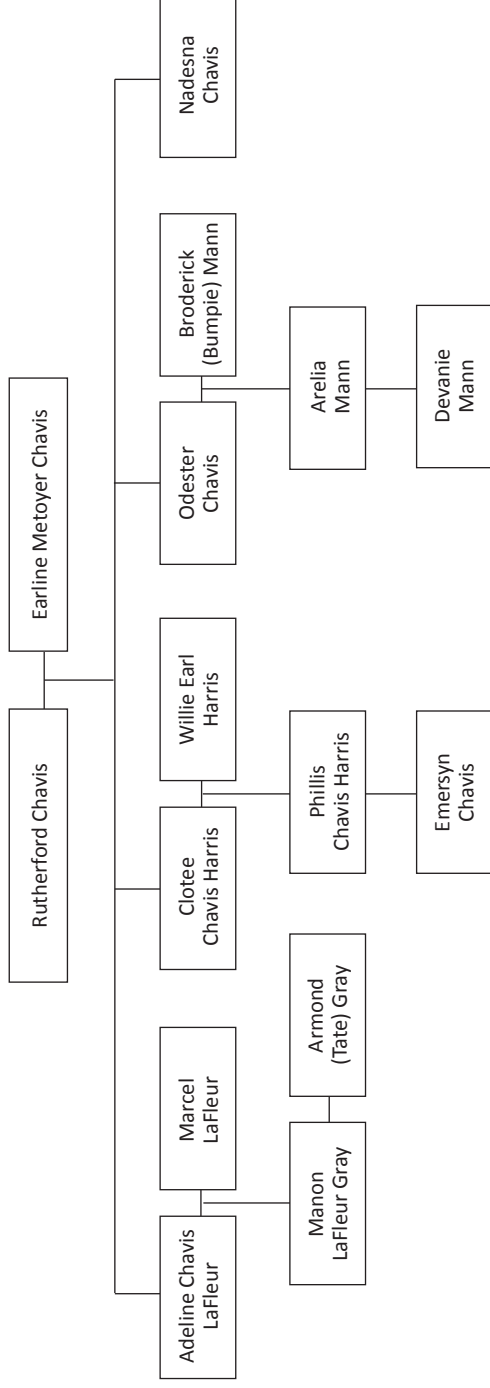 Rutherford Chavis
Earline Metoyer Chavis
Adeline Chavis
LaFleur
Marcel
LaFleur
Clotee
Chavis Harris
Willie Earl
Harris
Odester
Chavis
Broderick
(Bumpie) Mann
Nadesna
Chavis
Manon
LaFleur Gray
Armond
(Tate) Gray
Phillis
Chavis Harris
Arelia
Mann
Emersyn
Chavis
Devanie
Mann